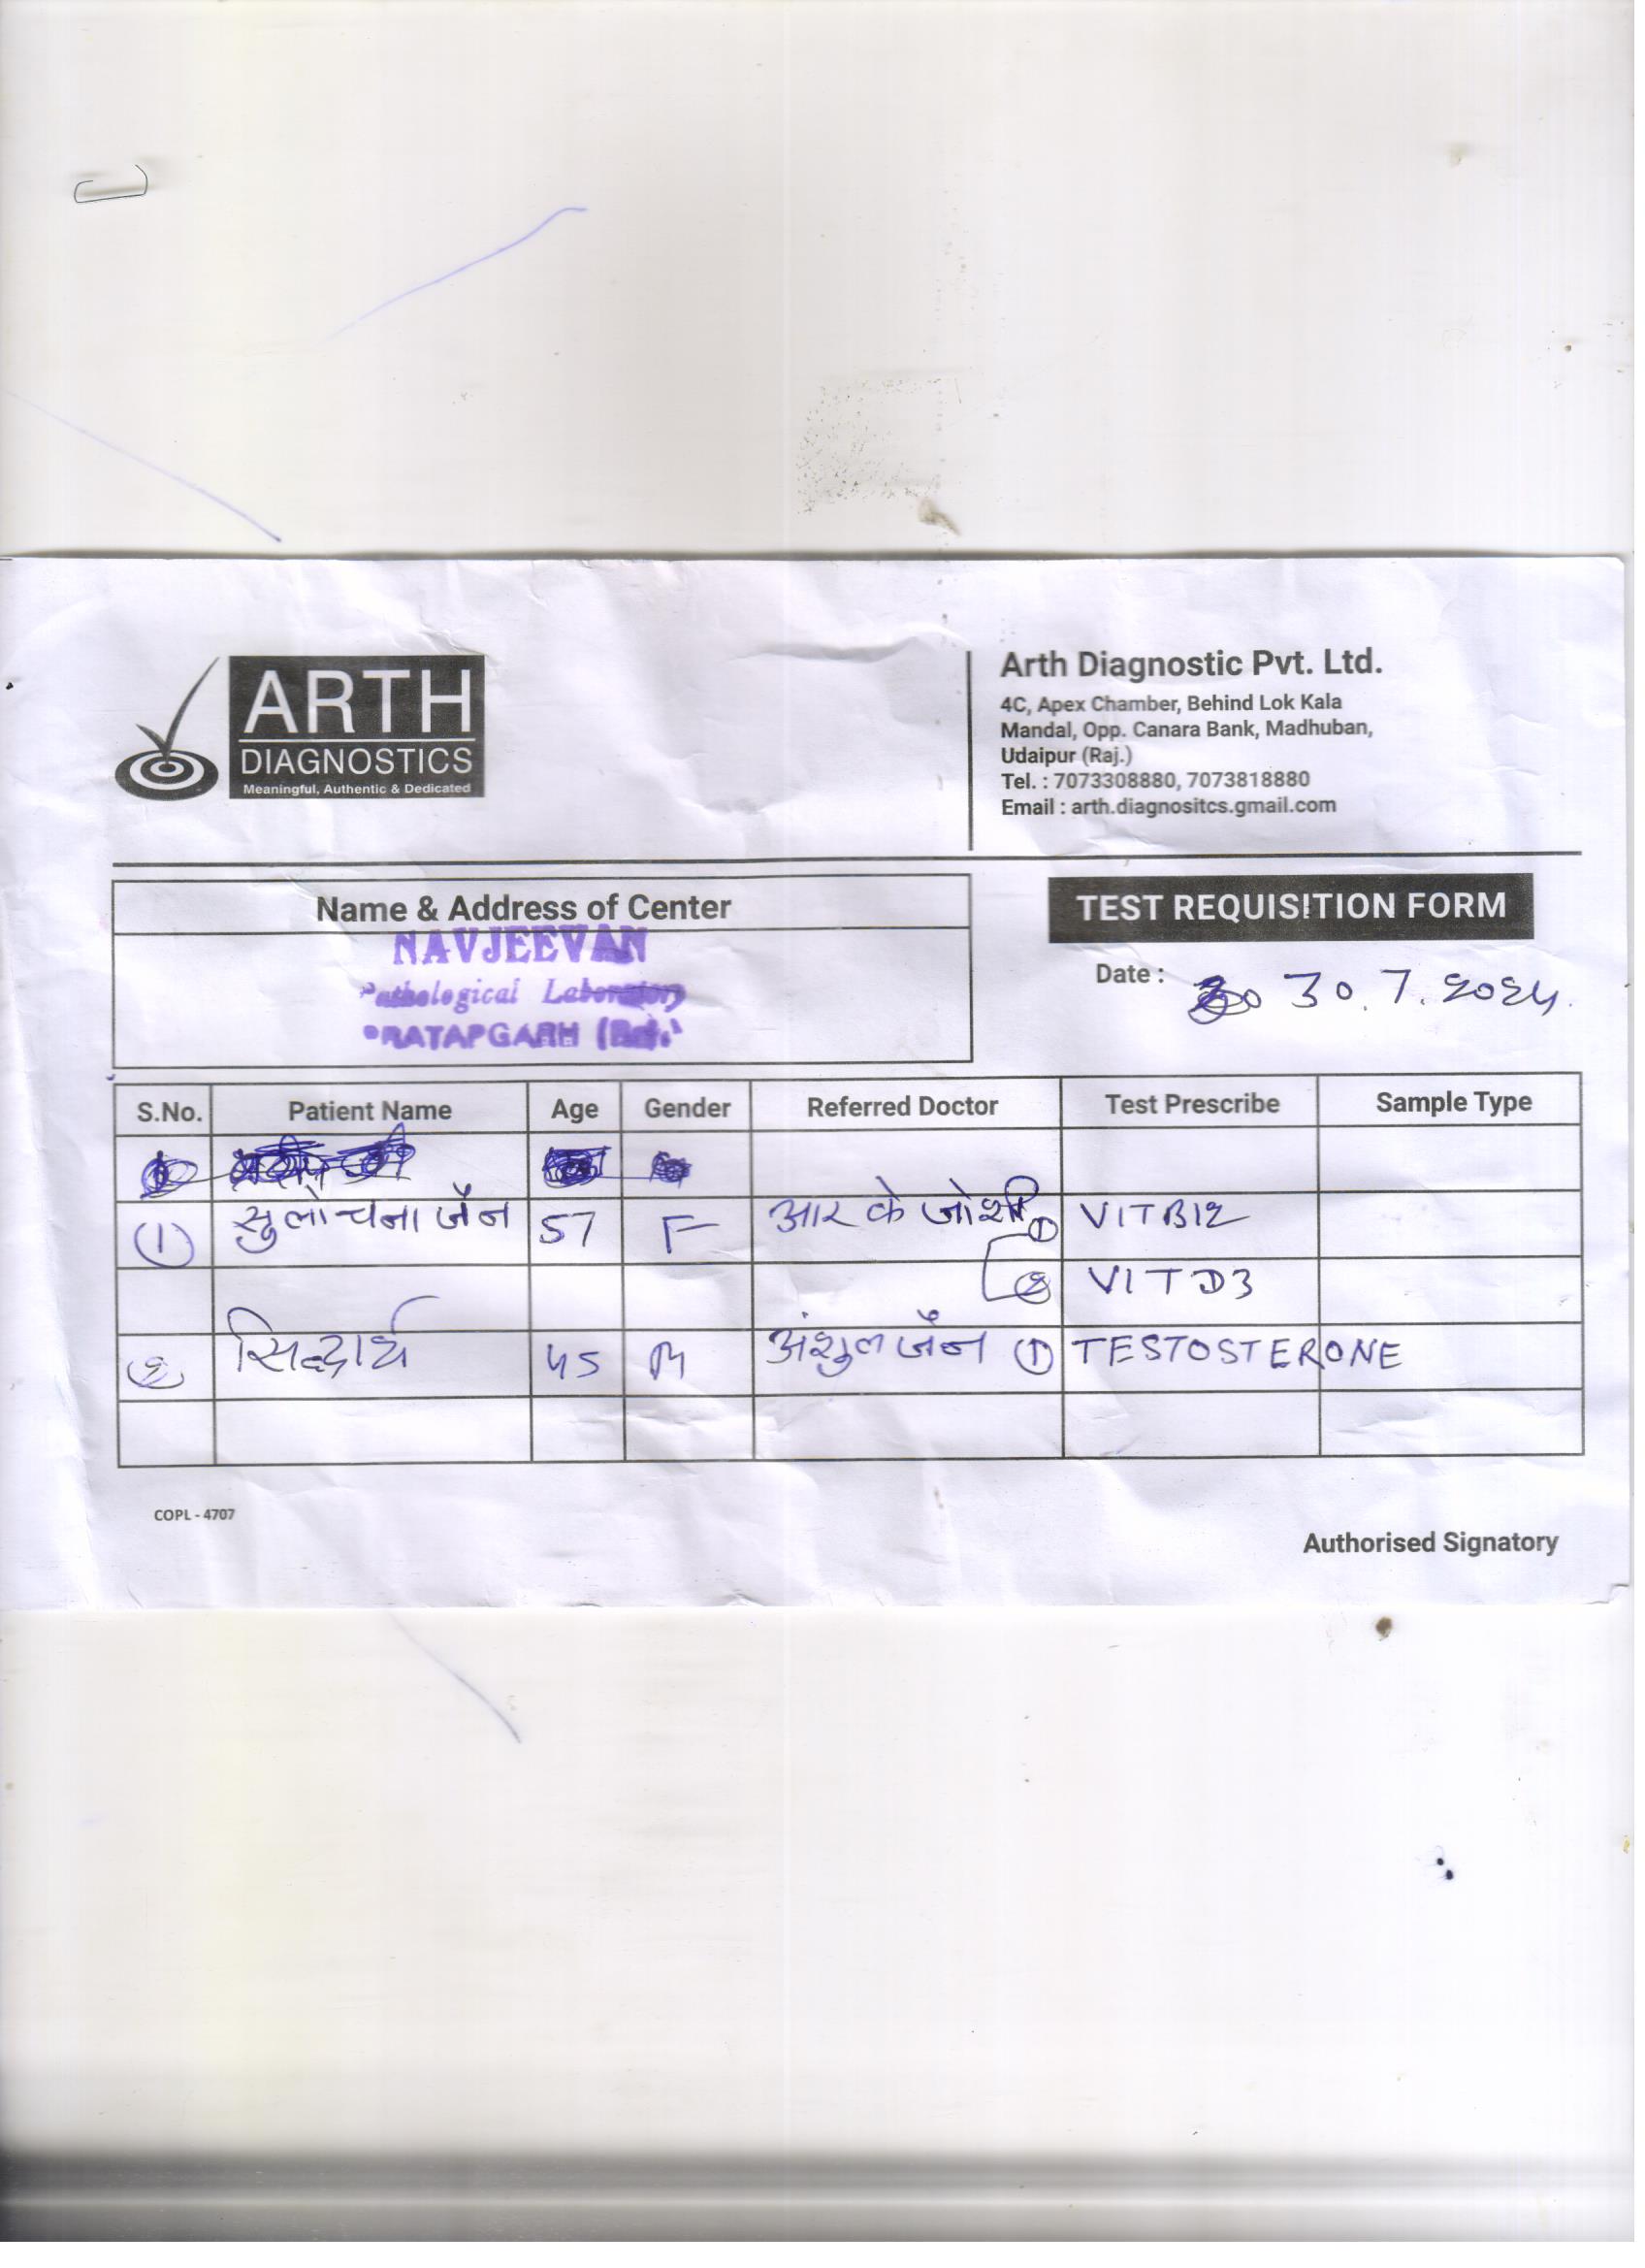 ARTH
DIAGNOSTICS
Meaningful, Authentic & Dedicated
Arth Diagnostic Pvt. Ltd.
4C, Apex Chamber, Behind Lok Kala
Mandal, Opp. Canara Bank, Madhuban,
Udaipur (Raj.)
Tel. : 7073308880, 7073818880
Email : arth.diagnositcs.gmail.com
Name & Address of Center
NAVJEEVAN
Pathological Laboratory
PRATAPGARH (Raj.)
TEST REQUISITION FORM
Date : 30.7.2024
S.No. Patient Name Age Gender Referred Doctor Test Prescribe Sample Type
(1) सुलोचना जैन 57 F आर के जोशी (1) VITB12
(2) VITD3
(2) सिद्धार्थ 45 M अंशुल जैन (1) TESTOSTERONE
COPL - 4707
Authorised Signatory